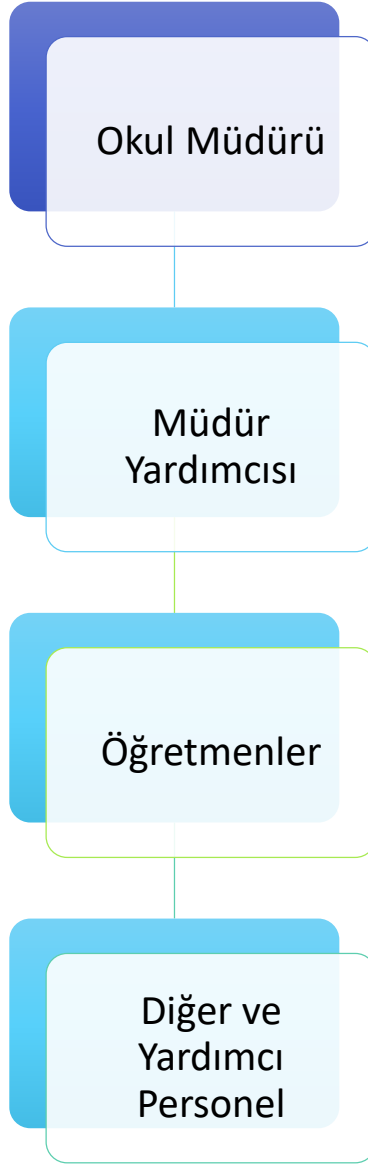 Okul Müdürü
Müdür
Yardımcısı
Öğretmenler
Diğer ve
Yardımcı
Personel